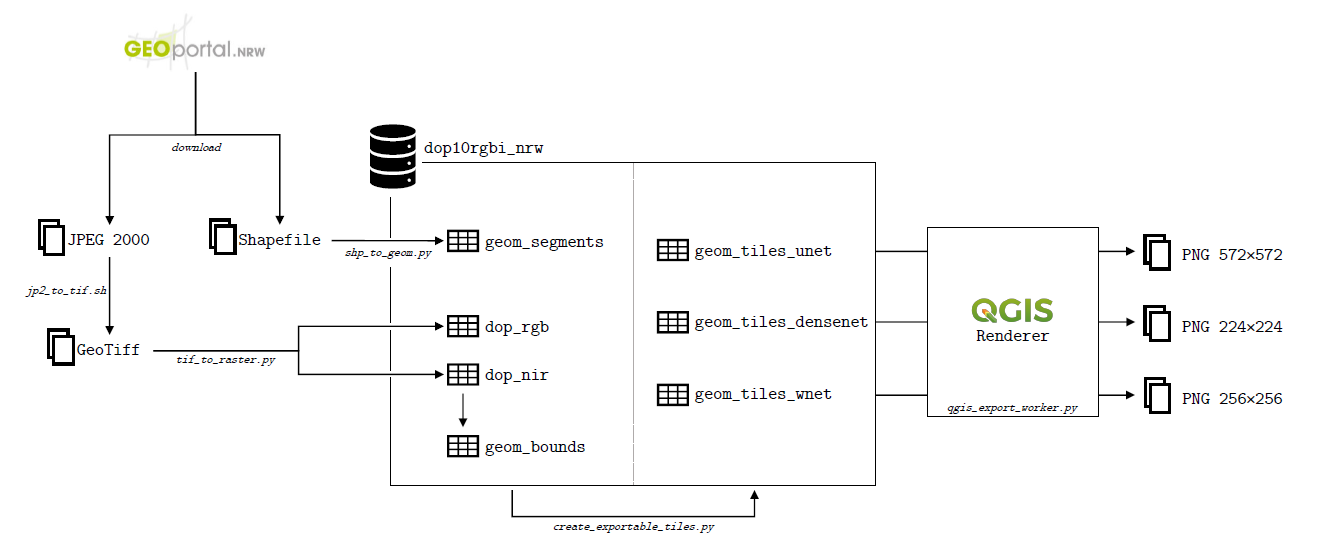 GEOportal.NRW
download
dop10rgbi_nrw
JPEG 2000
Shapefile
shp_to_geom.py
jp2_to_tif.sh
GeoTiff
tif_to_raster.py
geom_segments
dop_rgb
dop_nir
geom_bounds
geom_tiles_unet
geom_tiles_densenet
geom_tiles_wnet
create_exportable_tiles.py
QGIS
Renderer
qgis_export_worker.py
PNG 572×572
PNG 224×224
PNG 256×256